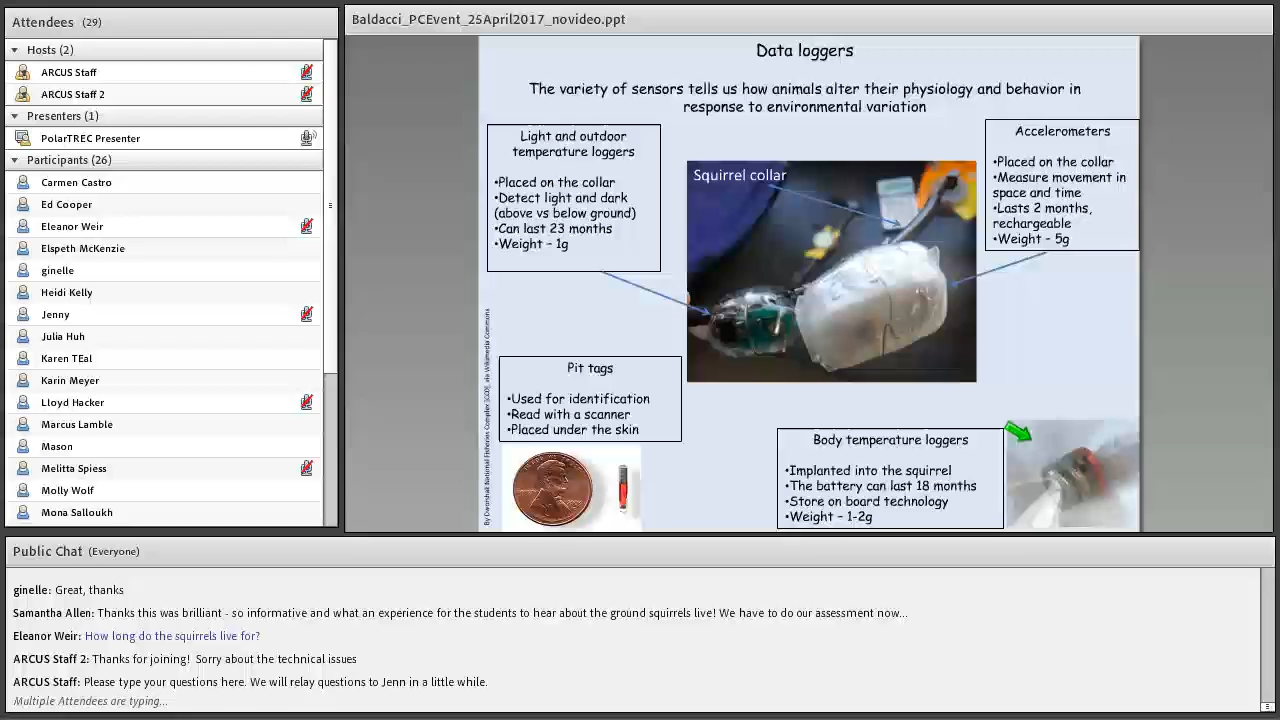 Attendees (29)
Hosts (2)
ARCUS Staff
ARCUS Staff 2
Presenters (1)
PolarTREC Presenter
Participants (26)
Carmen Castro
Ed Cooper
Eleanor Weir
Elspeth McKenzie
ginelle
Heidi Kelly
Jenny
Julia Huh
Karen TEal
Karin Meyer
Lloyd Hacker
Marcus Lamble
Mason
Melitta Spiess
Molly Wolf
Mona Salloukh
Baldacci_PCEvent_25April2017_novideo.ppt
Data loggers
The variety of sensors tells us how animals alter their physiology and behavior in
response to environmental variation
Light and outdoor
temperature loggers
•Placed on the collar
•Detect light and dark
(above vs below ground)
•Can last 23 months
•Weight – 1g
Squirrel collar
Accelerometers
•Placed on the collar
•Measure movement in
space and time
•Lasts 2 months,
rechargeable
•Weight - 5g
By Dworshak National Fisheries Complex [CC0], via Wikimedia Commons
Pit tags
•Used for identification
•Read with a scanner
•Placed under the skin
Body temperature loggers
•Implanted into the squirrel
•The battery can last 18 months
•Store on board technology
•Weight – 1-2g
Public Chat (Everyone)
ginelle: Great, thanks
Samantha Allen: Thanks this was brilliant - so informative and what an experience for the students to hear about the ground squirrels live! We have to do our assessment now...
Eleanor Weir: How long do the squirrels live for?
ARCUS Staff 2: Thanks for joining! Sorry about the technical issues
ARCUS Staff: Please type your questions here. We will relay questions to Jenn in a little while.
Multiple Attendees are typing...